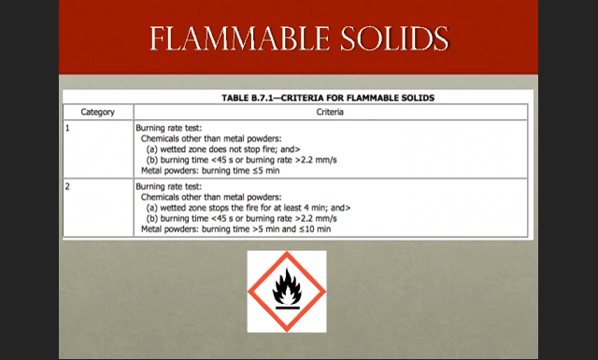 FLAMMABLE SOLIDS
TABLE B.7.1—CRITERIA FOR FLAMMABLE SOLIDS
Category Criteria
1 Burning rate test:
Chemicals other than metal powders:
(a) wetted zone does not stop fire; and>
(b) burning time <45 s or burning rate >2.2 mm/s
Metal powders: burning time ≤5 min
2 Burning rate test:
Chemicals other than metal powders:
(a) wetted zone stops the fire for at least 4 min; and>
(b) burning time <45 s or burning rate >2.2 mm/s
Metal powders: burning time >5 min and ≤10 min